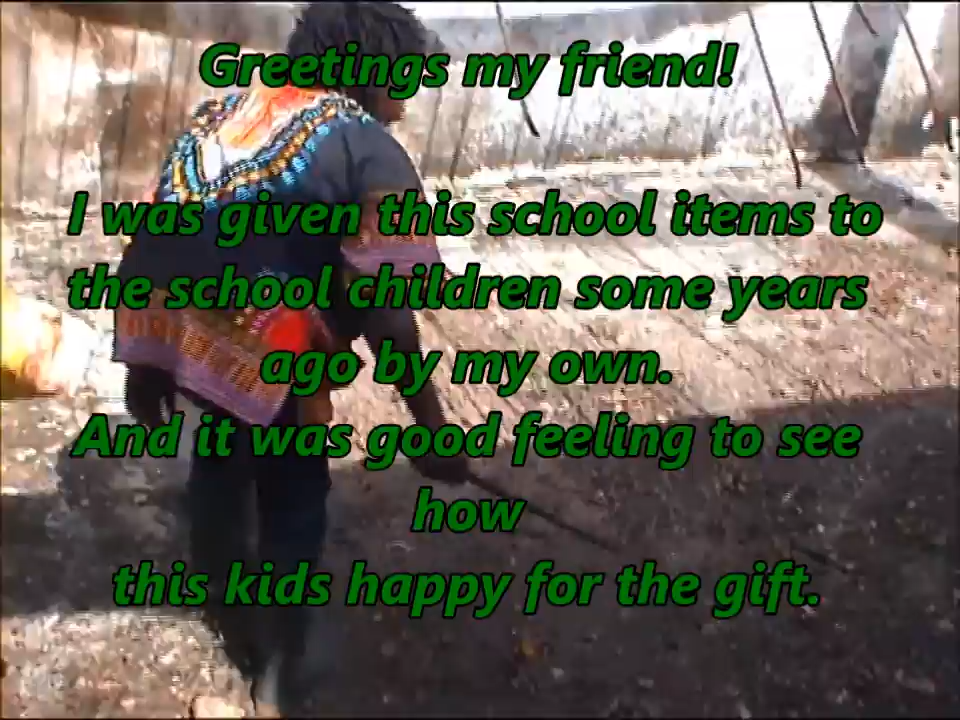 Greetings my friend!
I was given this school items to
the school children some years
ago by my own.
And it was good feeling to see
how
this kids happy for the gift.